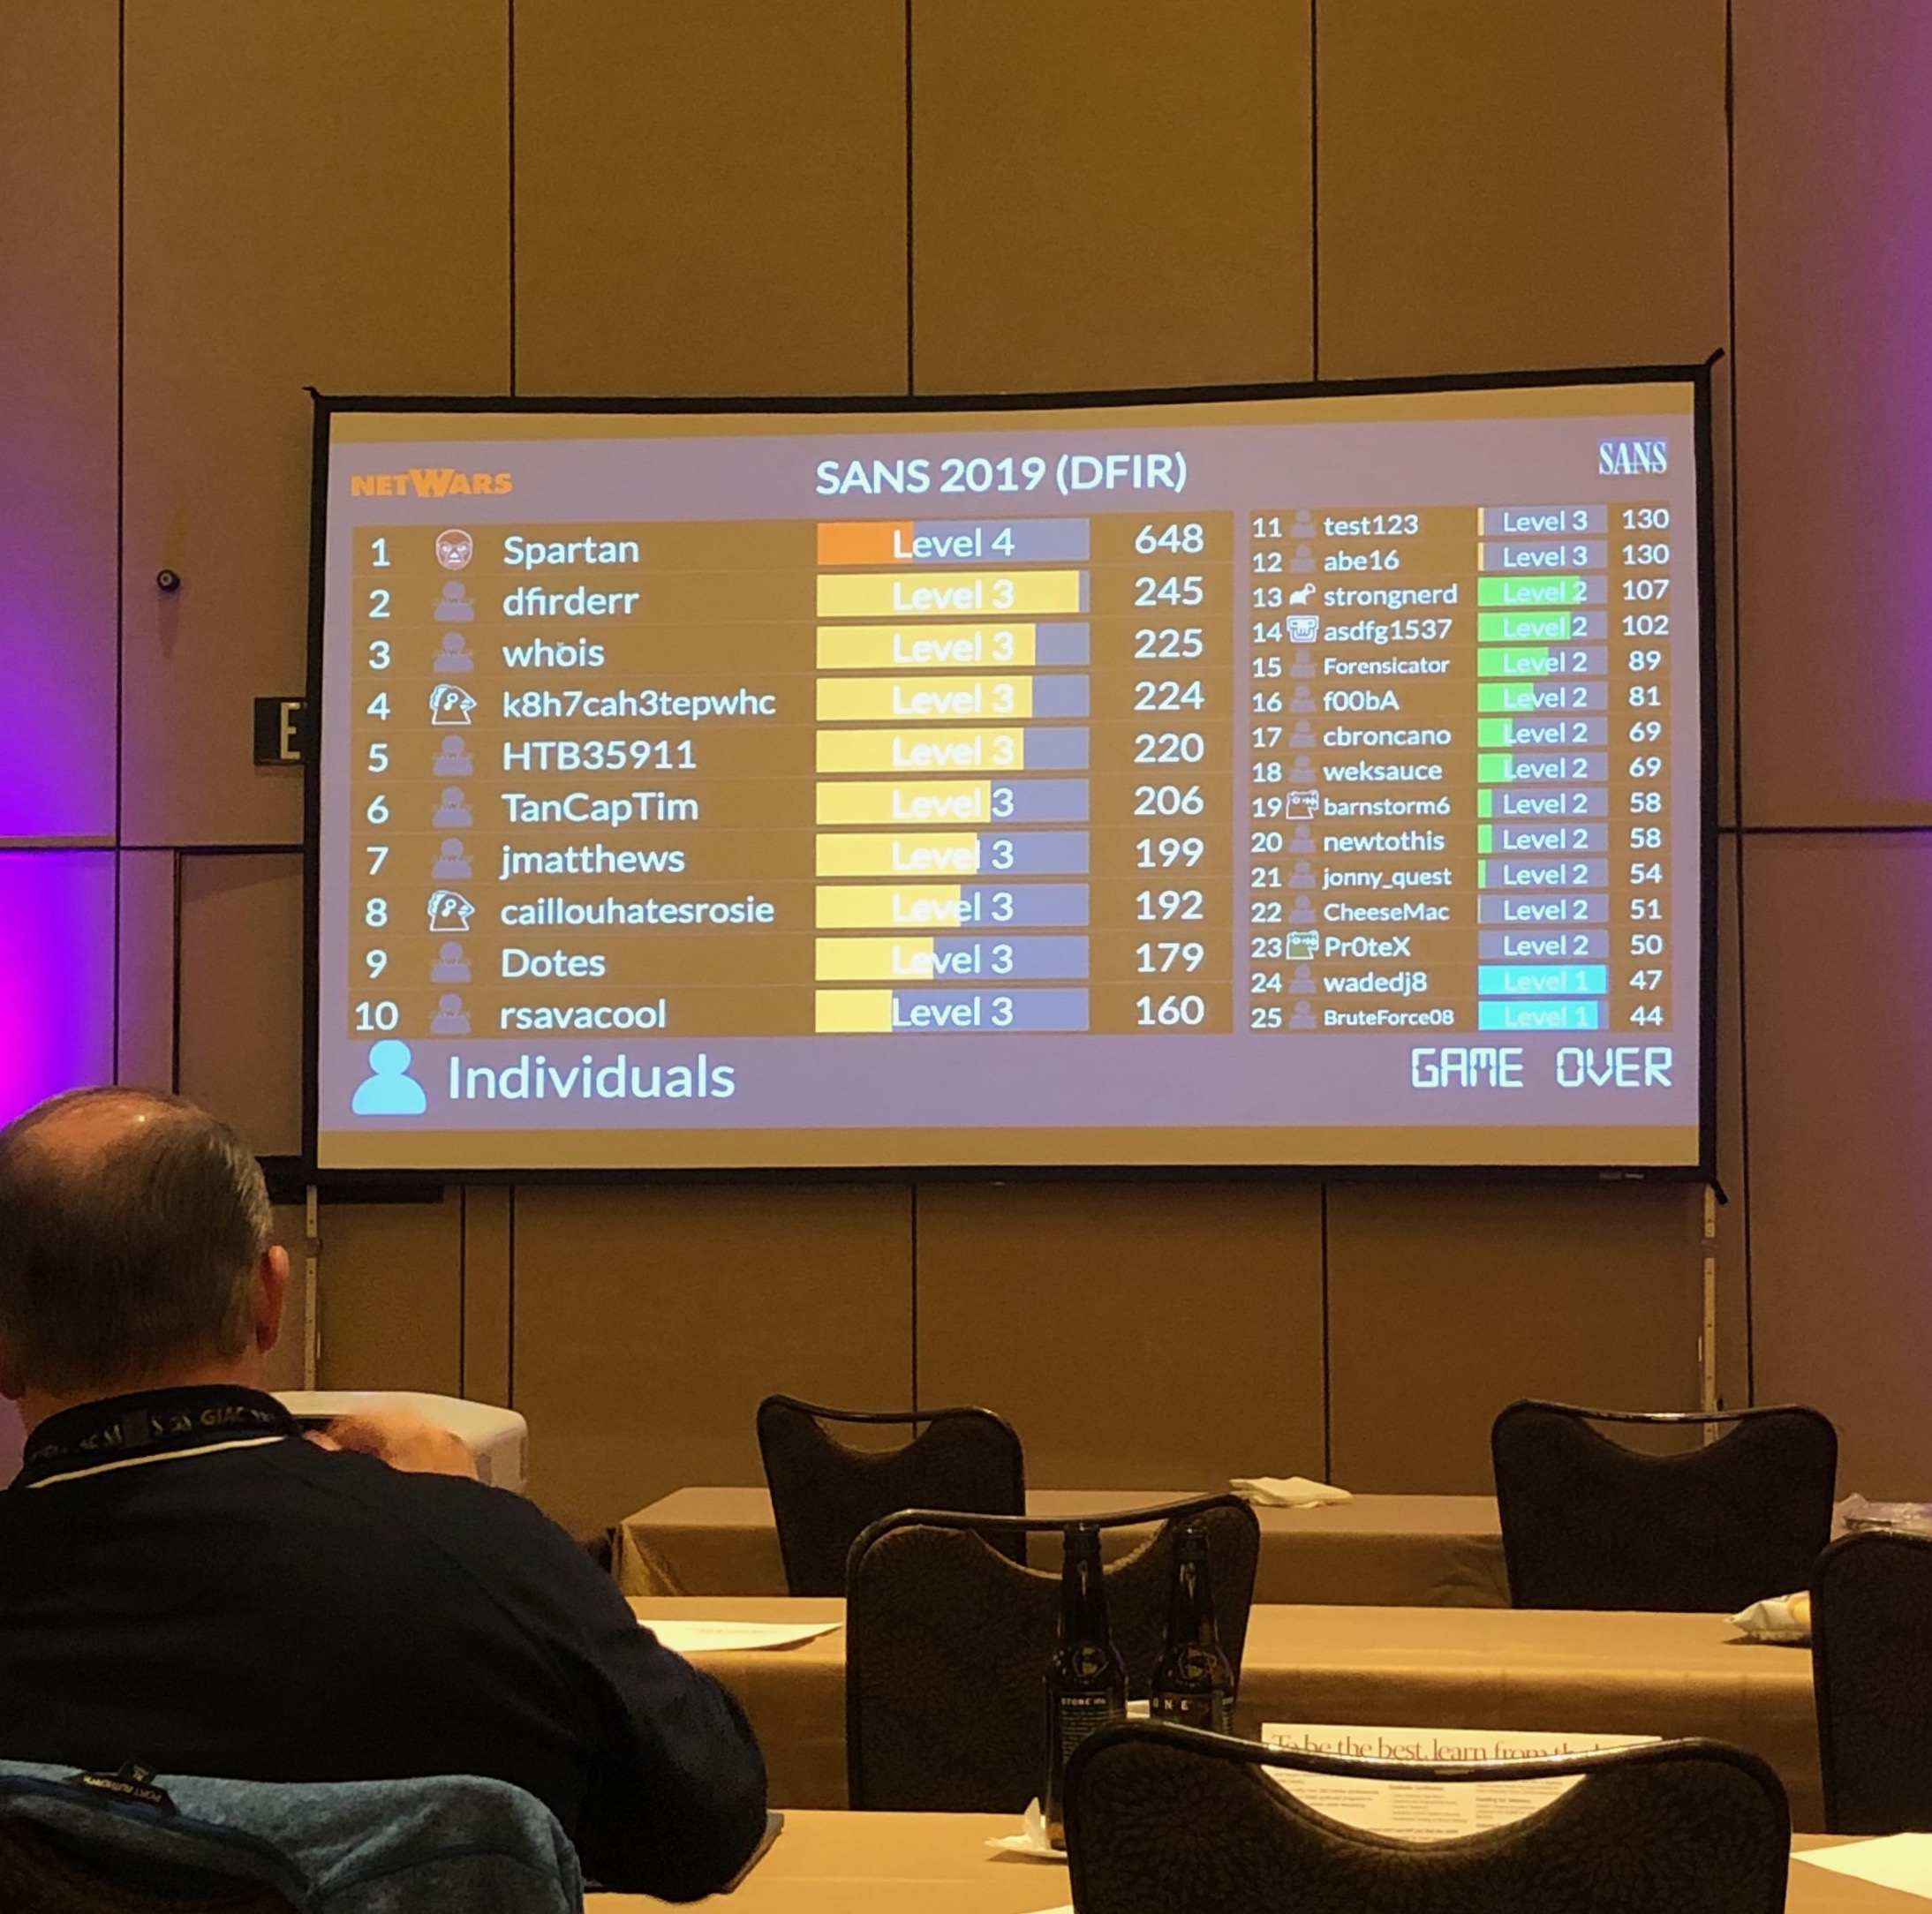 NETWARS
SANS 2019 (DFIR)
SANS
1 Spartan Level 4 648
2 dfirderr Level 3 245
3 whois Level 3 225
4 k8h7cah3tepwhc Level 3 224
5 HTB35911 Level 3 220
6 TanCapTim Level 3 206
7 jmatthews Level 3 199
8 caillouhatesrosie Level 3 192
9 Dotes Level 3 179
10 rsavacool Level 3 160
11 test123 Level 3 130
12 abe16 Level 3 130
13 strongnerd Level 2 107
14 asdfg1537 Level 2 102
15 Forensicator Level 2 89
16 f00bA Level 2 81
17 cbroncano Level 2 69
18 weksauce Level 2 69
19 barnstorm6 Level 2 58
20 newtothis Level 2 58
21 jonny_quest Level 2 54
22 CheeseMac Level 2 51
23 Pr0teX Level 2 50
24 wadedj8 Level 1 47
25 BruteForce08 Level 1 44
Individuals
GAME OVER
E
GIAC
STONE IPA
ONE
To be the best, learn from
PORT AUTHORITY